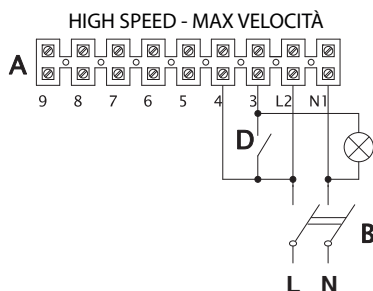 HIGH SPEED - MAX VELOCITÀ
A
9 8 7 6 5 4 3 L2 N1
D
B
L N